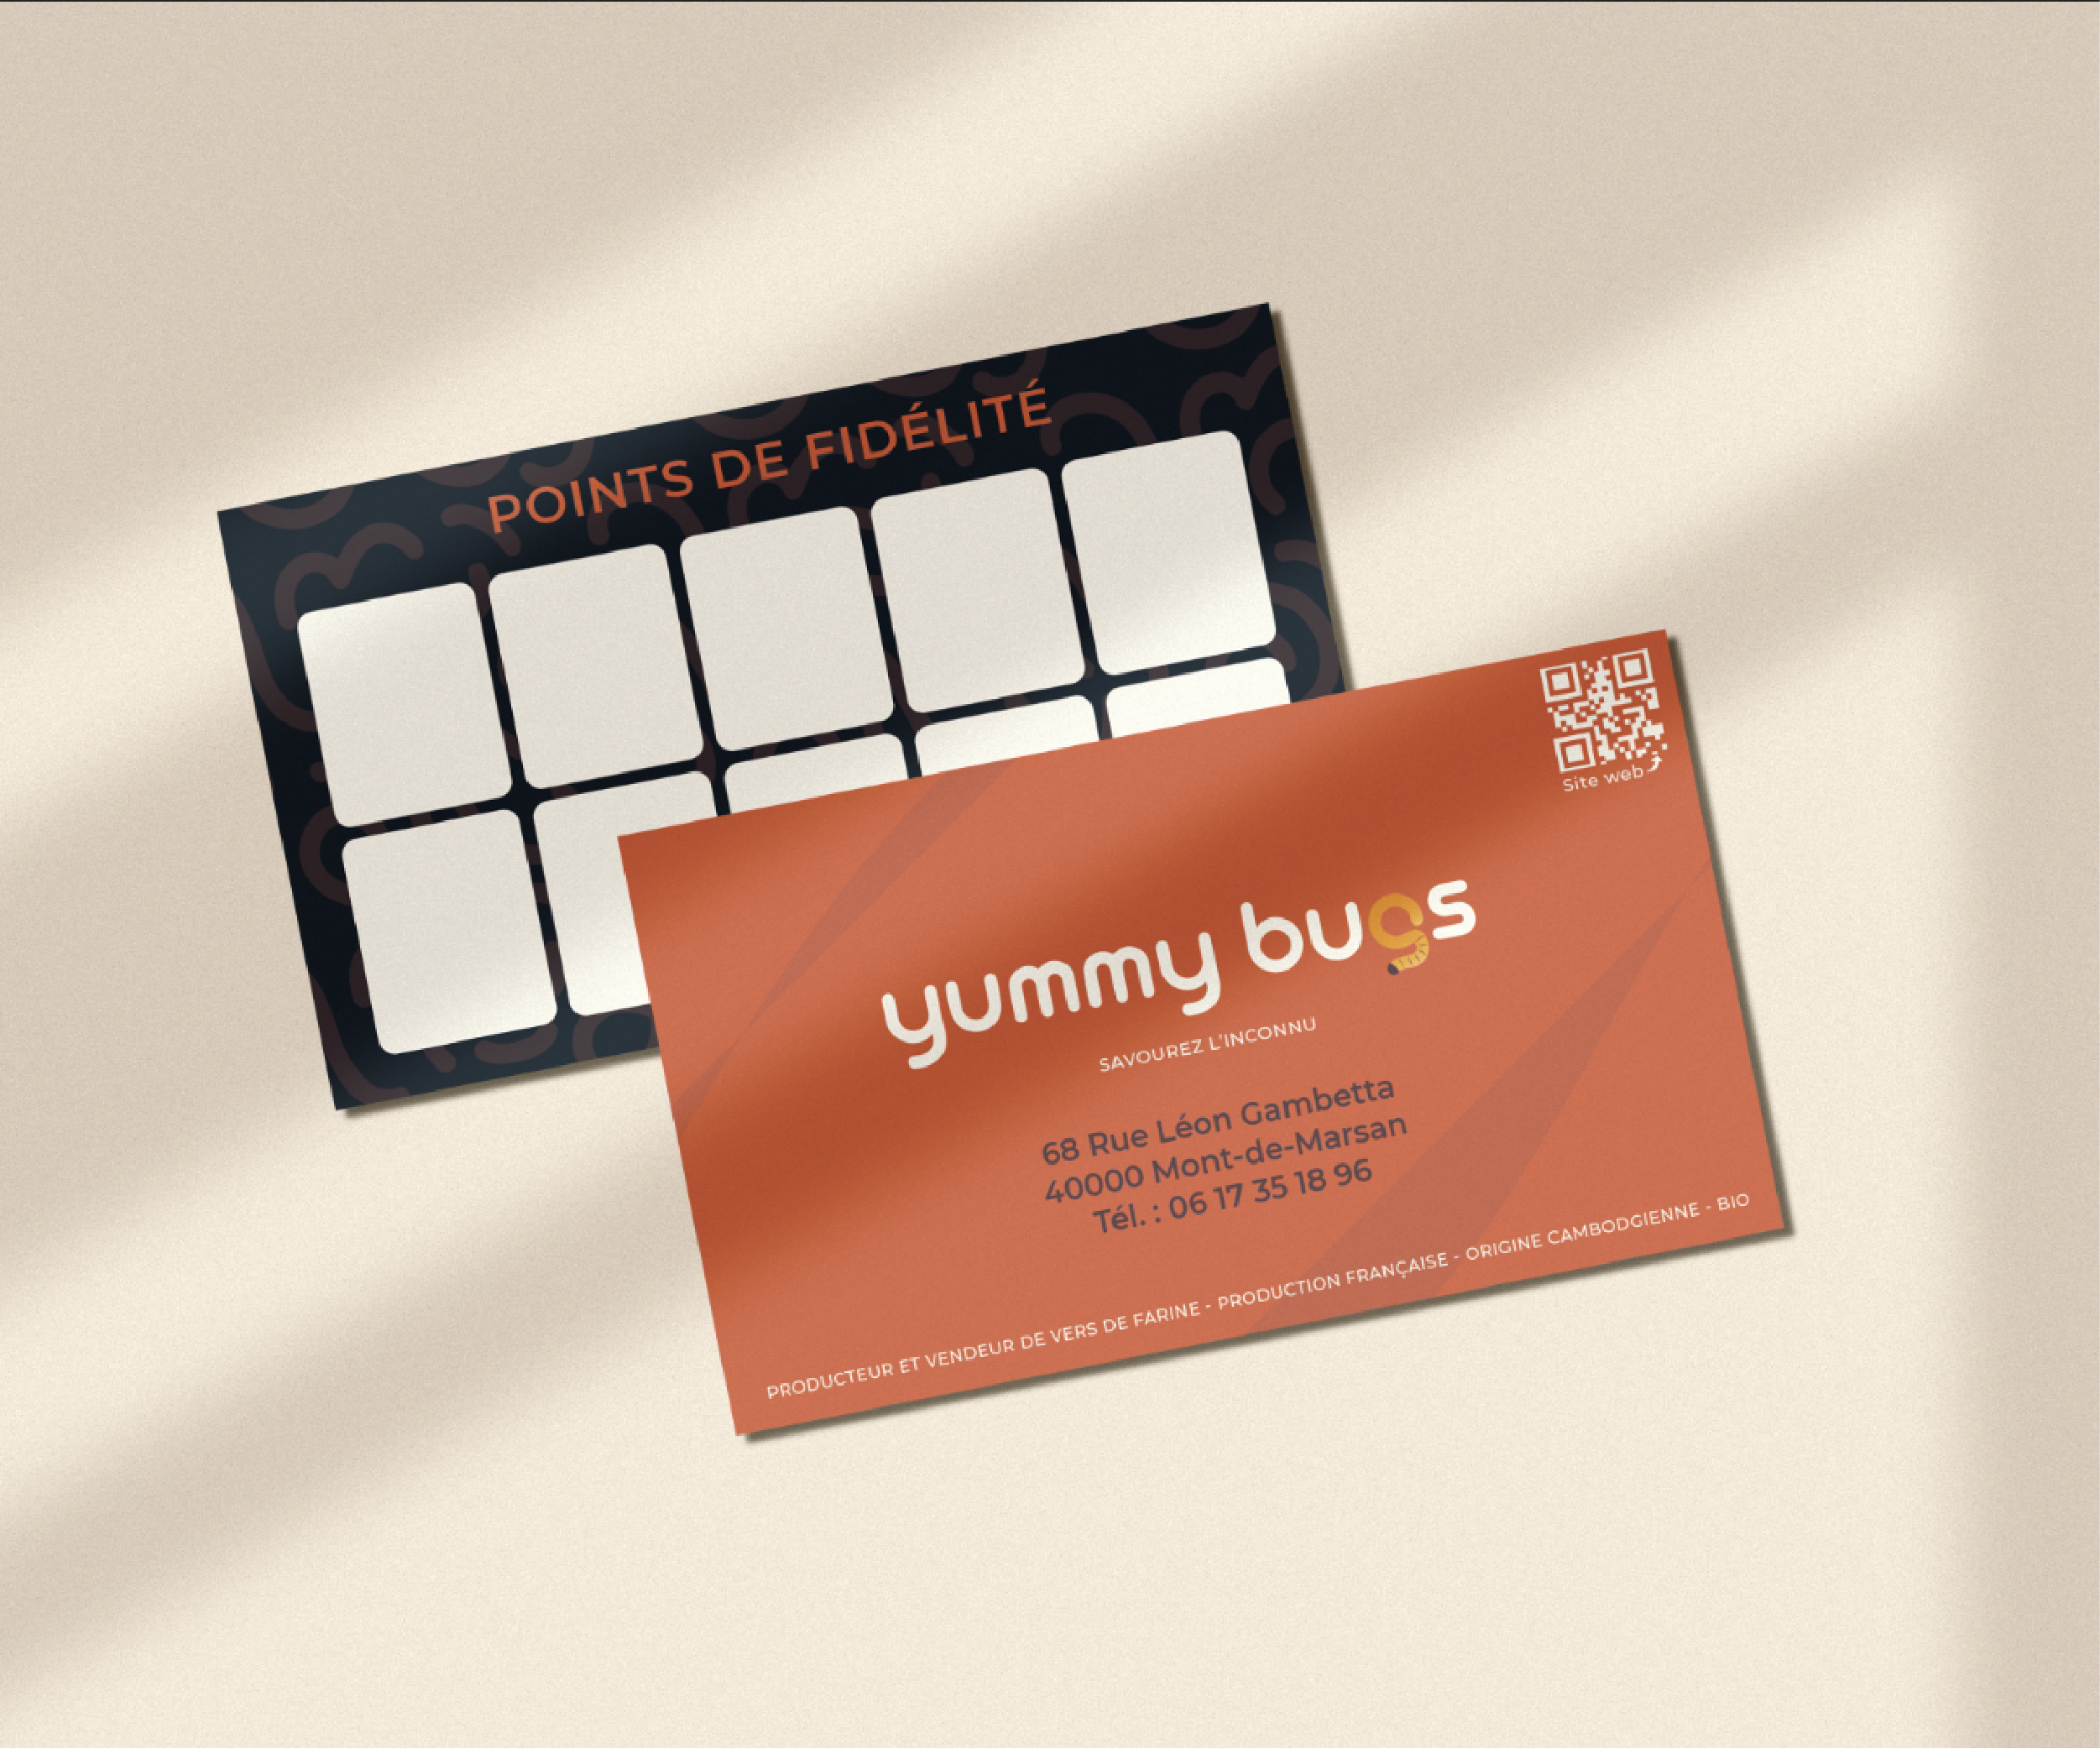 POINTS DE FIDÉLITÉ
Site web
yummy bugs
SAVOUREZ L'INCONNU
68 Rue Léon Gambetta
40000 Mont-de-Marsan
Tél. : 06 17 35 18 96
PRODUCTEUR ET VENDEUR DE VERS DE FARINE - PRODUCTION FRANÇAISE - ORIGINE CAMBODGIENNE - BIO